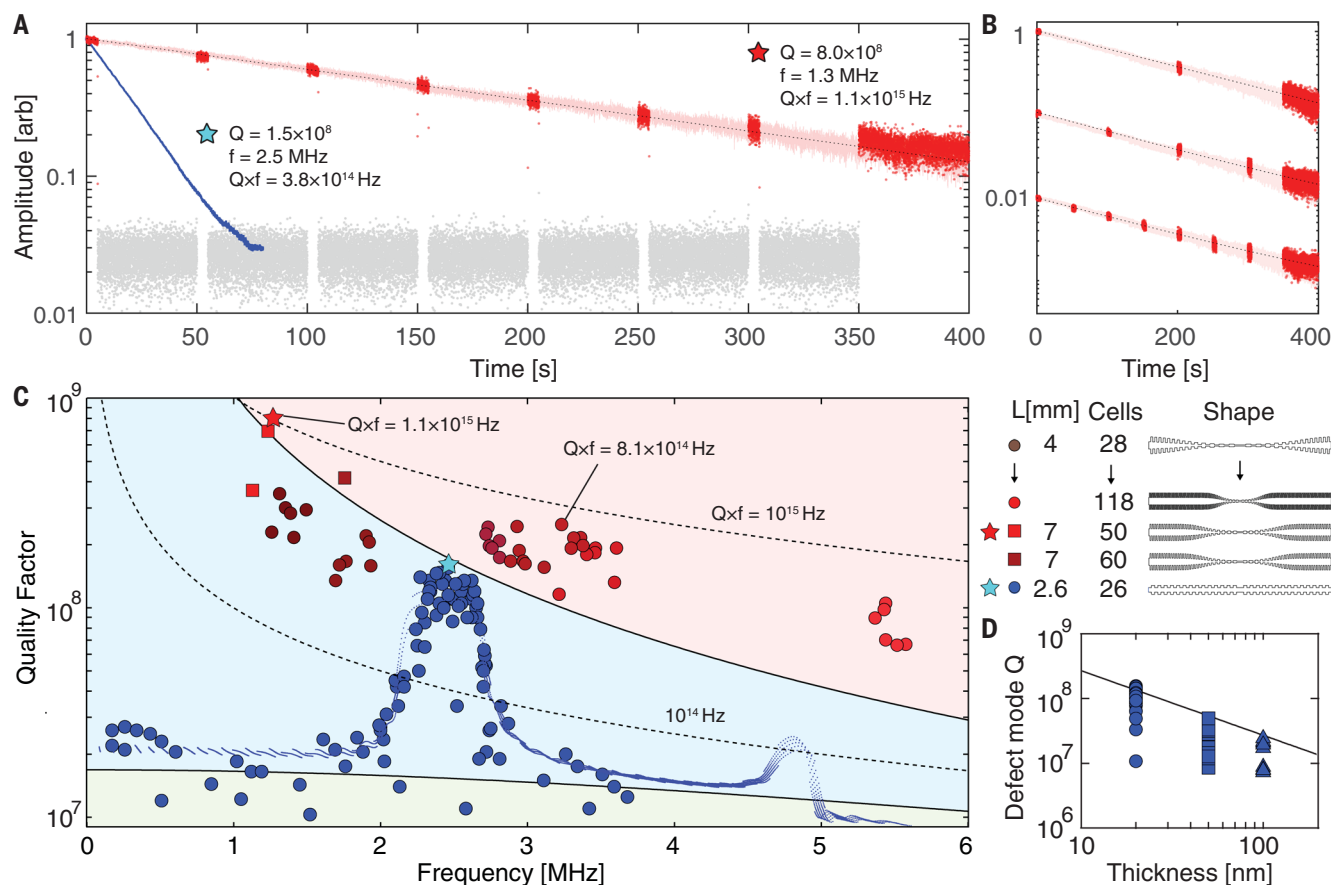 A
B
1
0.1
0.01
Amplitude [arb]
Q = 1.5×10⁸
f = 2.5 MHz
Q×f = 3.8×10¹⁴ Hz
Q = 8.0×10⁸
f = 1.3 MHz
Q×f = 1.1×10¹⁵ Hz
0 50 100 150 200 250 300 350 400
Time [s]
1
0.01
0 200 400
Time [s]
C
10⁹
10⁸
10⁷
Quality Factor
Q×f = 1.1×10¹⁵ Hz
Q×f = 8.1×10¹⁴ Hz
Q×f = 10¹⁵ Hz
10¹⁴ Hz
0 1 2 3 4 5 6
Frequency [MHz]
L[mm] Cells Shape
4 28
118
7 50
7 60
2.6 26
D
10⁹
10⁸
10⁷
10⁶
Defect mode Q
10 100
Thickness [nm]